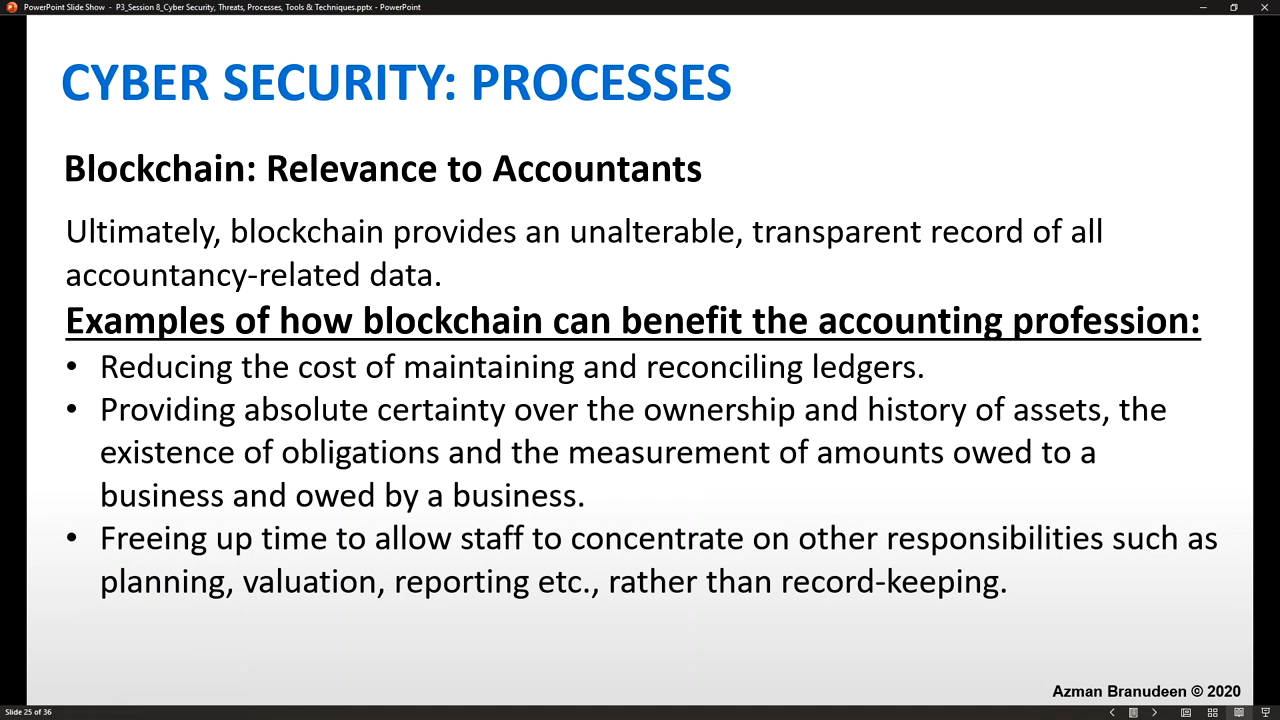 PowerPoint Slide Show - P3_Session 8_Cyber Security, Threats, Processes, Tools & Techniques.pptx - PowerPoint
CYBER SECURITY: PROCESSES
Blockchain: Relevance to Accountants
Ultimately, blockchain provides an unalterable, transparent record of all
accountancy-related data.
Examples of how blockchain can benefit the accounting profession:
• Reducing the cost of maintaining and reconciling ledgers.
• Providing absolute certainty over the ownership and history of assets, the
existence of obligations and the measurement of amounts owed to a
business and owed by a business.
• Freeing up time to allow staff to concentrate on other responsibilities such as
planning, valuation, reporting etc., rather than record-keeping.
Azman Branudeen © 2020
Slide 25 of 36